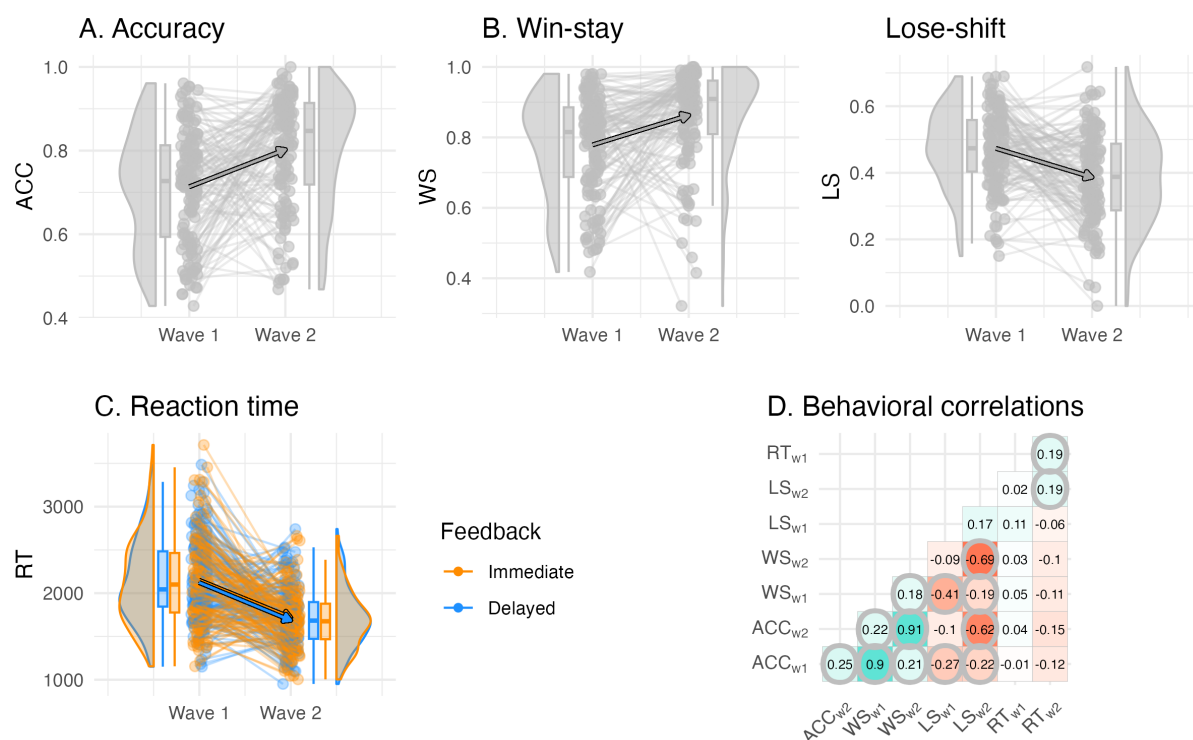 A. Accuracy
1.0
0.8
0.6
0.4
ACC
Wave 1
Wave 2
B. Win-stay
1.0
0.8
0.6
0.4
WS
Wave 1
Wave 2
Lose-shift
0.6
0.4
0.2
0.0
LS
Wave 1
Wave 2
C. Reaction time
3000
2000
1000
RT
Wave 1
Wave 2
Feedback
Immediate
Delayed
D. Behavioral correlations
RTw1 0.19
LSw2 0.02 0.19
LSw1 0.17 0.11 -0.06
WSw2 -0.09 -0.69 0.03 -0.1
WSw1 0.18 -0.41 -0.19 0.05 -0.11
ACCw2 0.22 0.91 -0.1 -0.62 0.04 -0.15
ACCw1 0.25 0.9 0.21 -0.27 -0.22 -0.01 -0.12
ACCw2 WSw1 WSw2 LSw1 LSw2 RTw1 RTw2